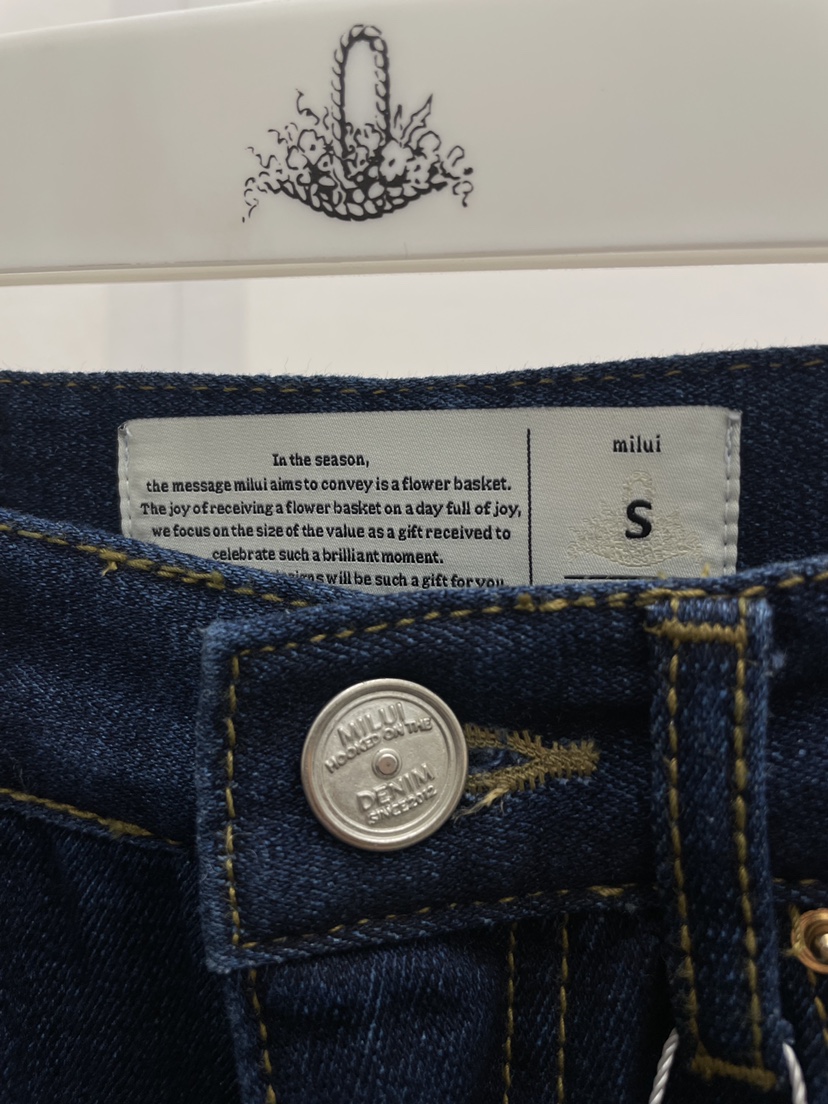 In the season,
the message milui aims to convey is a flower basket.
The joy of receiving a flower basket on a day full of joy,
we focus on the size of the value as a gift received to
celebrate such a brilliant moment.
will be such a gift for you
milui
S
MILUI
HOOKED ON THE
DENIM
SINCE 2012